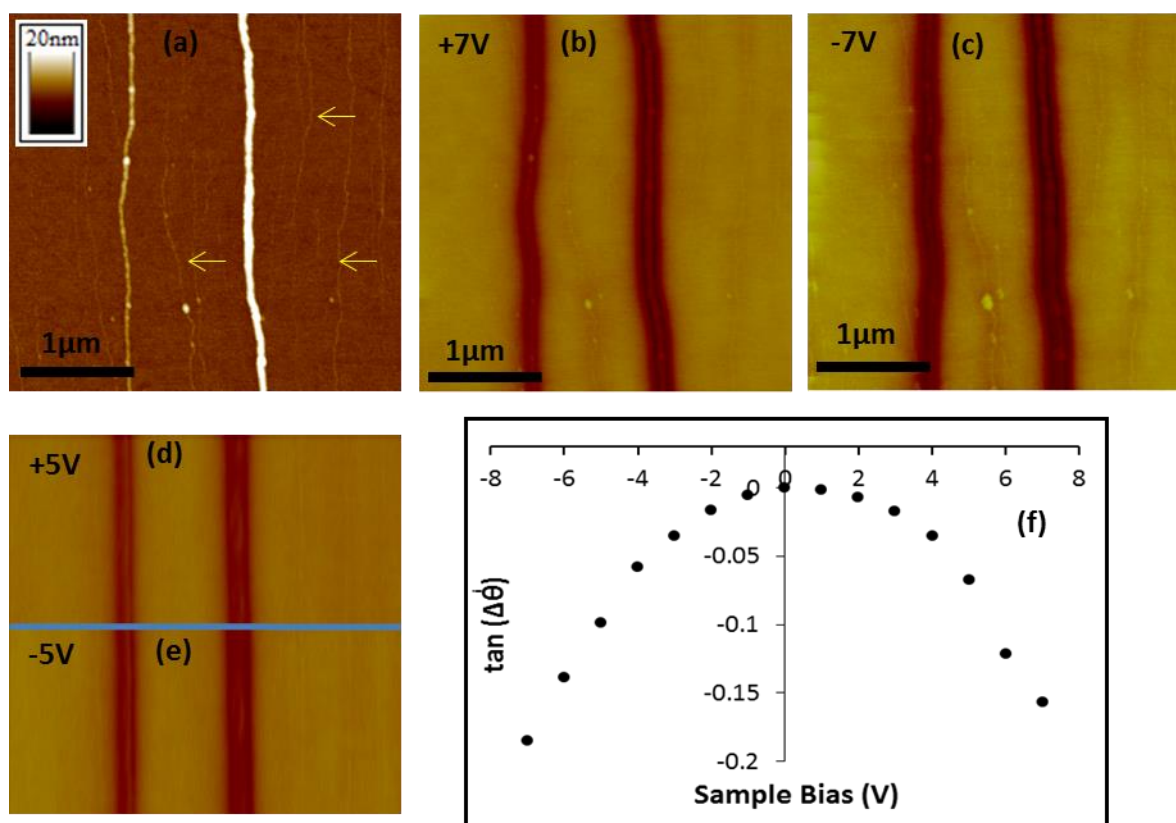 20nm
(a)
1µm
+7V
(b)
1µm
-7V
(c)
1µm
+5V
(d)
-5V
(e)
-8 -6 -4 -2 0 2 4 6 8
0
-0.05
-0.1
-0.15
-0.2
(f)
tan (Δθ)
Sample Bias (V)